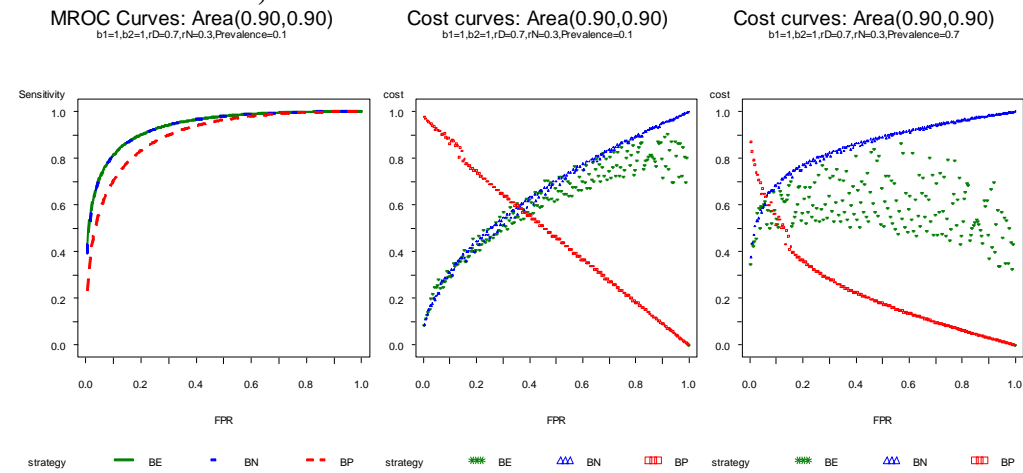 MROC Curves: Area(0.90,0.90)
b1=1,b2=1,rD=0.7,rN=0.3,Prevalence=0.1
Sensitivity
1.0
0.8
0.6
0.4
0.2
0.0
0.0 0.2 0.4 0.6 0.8 1.0
FPR
strategy BE BN BP
Cost curves: Area(0.90,0.90)
b1=1,b2=1,rD=0.7,rN=0.3,Prevalence=0.1
cost
1.0
0.8
0.6
0.4
0.2
0.0
0.0 0.2 0.4 0.6 0.8 1.0
FPR
strategy BE BN BP
Cost curves: Area(0.90,0.90)
b1=1,b2=1,rD=0.7,rN=0.3,Prevalence=0.7
cost
1.0
0.8
0.6
0.4
0.2
0.0
0.0 0.2 0.4 0.6 0.8 1.0
FPR
strategy BE BN BP